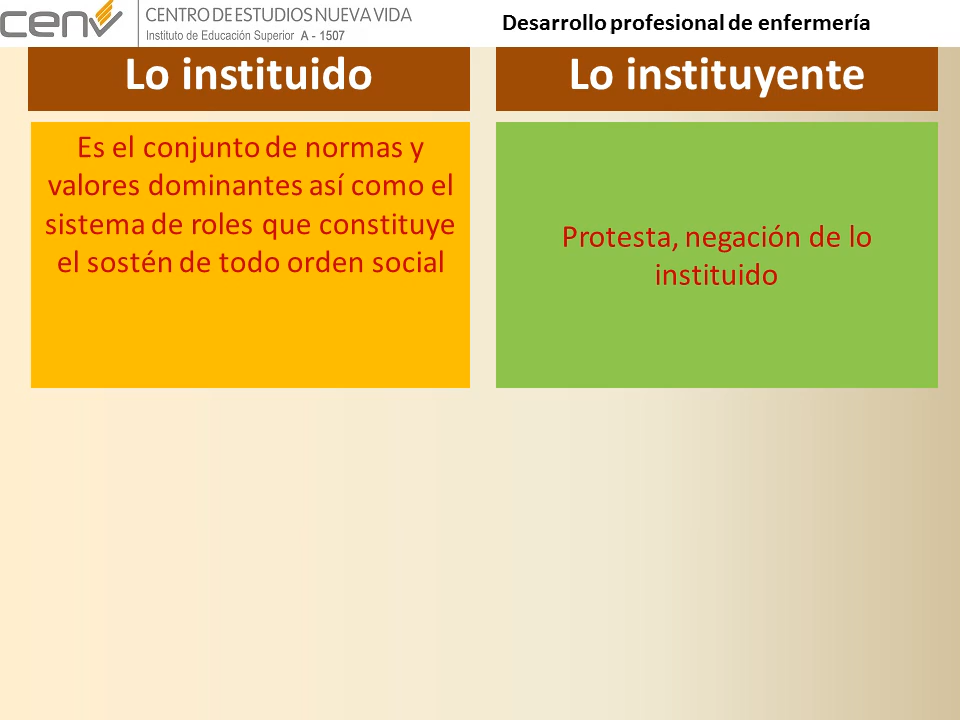 cenv
CENTRO DE ESTUDIOS NUEVA VIDA
Instituto de Educación Superior A - 1507
Desarrollo profesional de enfermería
Lo instituido
Es el conjunto de normas y
valores dominantes así como el
sistema de roles que constituye
el sostén de todo orden social
Lo instituyente
Protesta, negación de lo
instituido